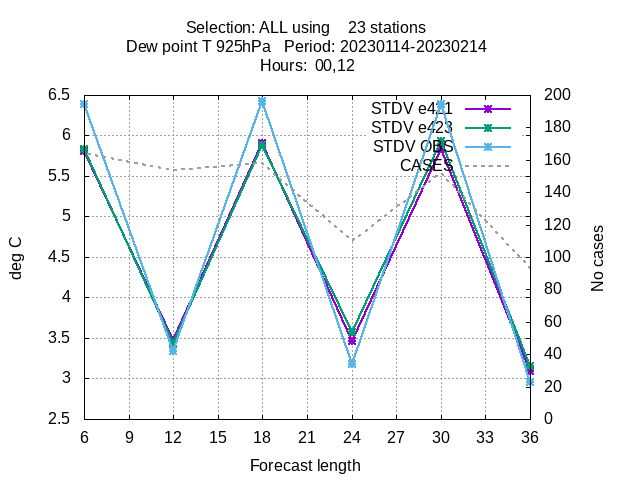 Selection: ALL using    23 stations
Dew point T 925hPa   Period: 20230114-20230214
Hours:  00,12
STDV e421
STDV e423
STDV OBS
CASES
6.5
6
5.5
5
4.5
4
3.5
3
2.5
200
180
160
140
120
100
80
60
40
20
0
deg C
No cases
6 9 12 15 18 21 24 27 30 33 36
Forecast length